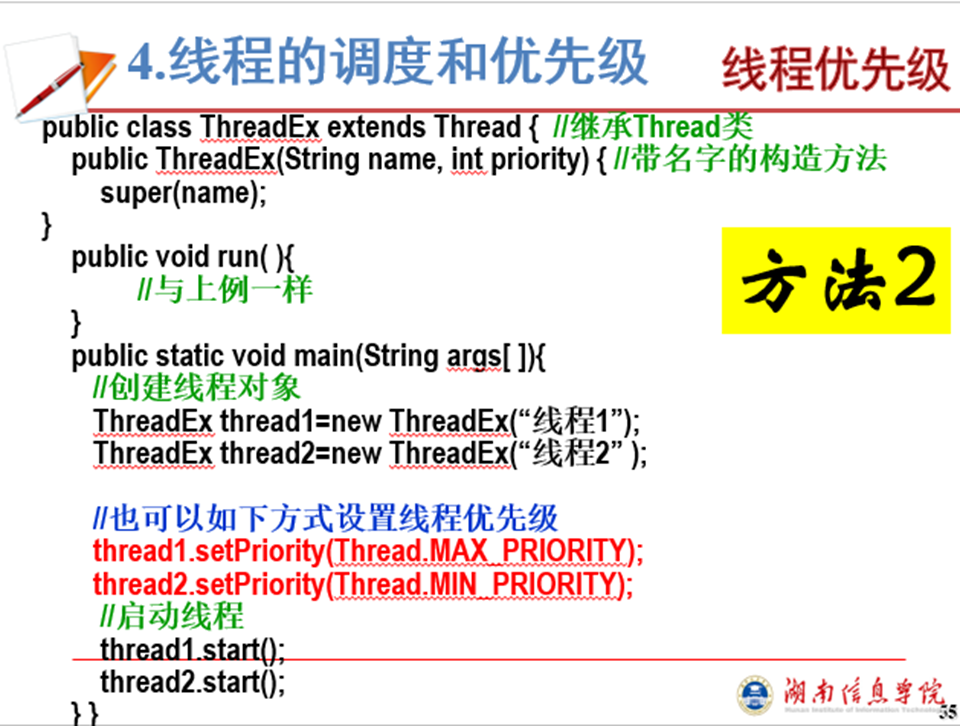 4.线程的调度和优先级
线程优先级
public class ThreadEx extends Thread { //继承Thread类
public ThreadEx(String name, int priority) { //带名字的构造方法
super(name);
}
public void run( ){
//与上例一样
}
方法2
public static void main(String args[ ]){
//创建线程对象
ThreadEx thread1=new ThreadEx(“线程1”);
ThreadEx thread2=new ThreadEx(“线程2” );
//也可以如下方式设置线程优先级
thread1.setPriority(Thread.MAX_PRIORITY);
thread2.setPriority(Thread.MIN_PRIORITY);
//启动线程
thread1.start();
thread2.start();
} }
湖南信息学院
Hunan Institute of Information Technology
55